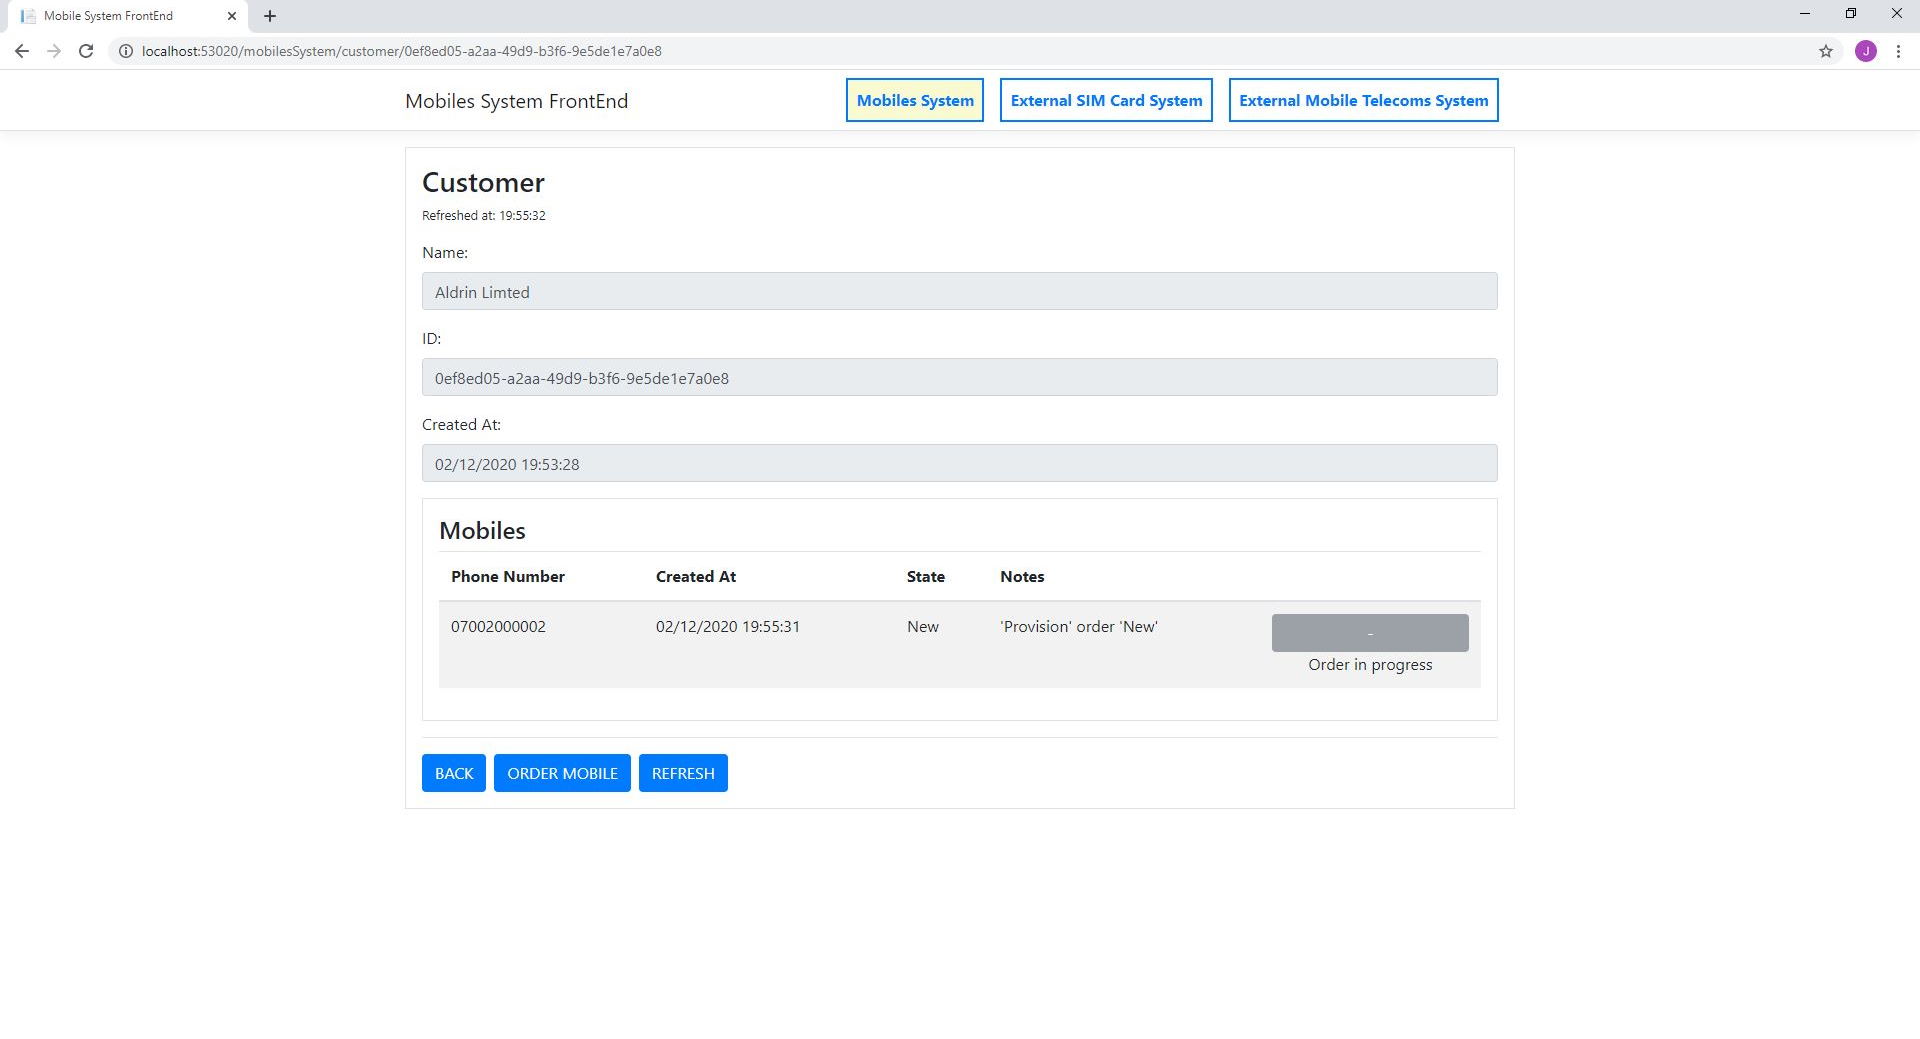 Mobile System FrontEnd
localhost:53020/mobilesSystem/customer/0ef8ed05-a2aa-49d9-b3f6-9e5de1e7a0e8
J
Mobiles System FrontEnd
Mobiles System
External SIM Card System
External Mobile Telecoms System
Customer
Refreshed at: 19:55:32
Name:
Aldrin Limted
ID:
0ef8ed05-a2aa-49d9-b3f6-9e5de1e7a0e8
Created At:
02/12/2020 19:53:28
Mobiles
Phone Number Created At State Notes
07002000002 02/12/2020 19:55:31 New 'Provision' order 'New' -
Order in progress
BACK ORDER MOBILE REFRESH